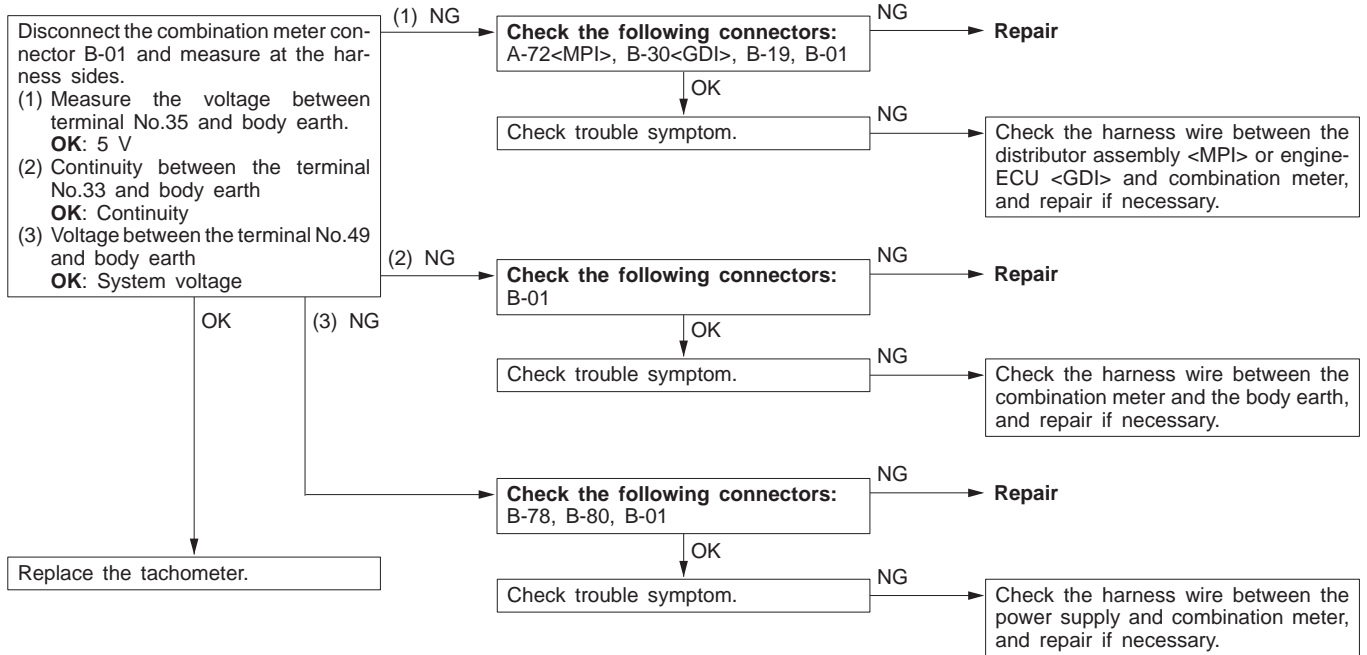 Disconnect the combination meter con-
nector B-01 and measure at the har-
ness sides.
(1) Measure the voltage between
terminal No.35 and body earth.
OK: 5 V
(2) Continuity between the terminal
No.33 and body earth
OK: Continuity
(3) Voltage between the terminal No.49
and body earth
OK: System voltage
(1) NG
Check the following connectors:
A-72<MPI>, B-30<GDI>, B-19, B-01
NG
Repair
OK
Check trouble symptom.
NG
Check the harness wire between the
distributor assembly <MPI> or engine-
ECU <GDI> and combination meter,
and repair if necessary.
(2) NG
Check the following connectors:
B-01
NG
Repair
OK
Check trouble symptom.
NG
Check the harness wire between the
combination meter and the body earth,
and repair if necessary.
OK
(3) NG
Check the following connectors:
B-78, B-80, B-01
NG
Repair
OK
Check trouble symptom.
NG
Check the harness wire between the
power supply and combination meter,
and repair if necessary.
Replace the tachometer.